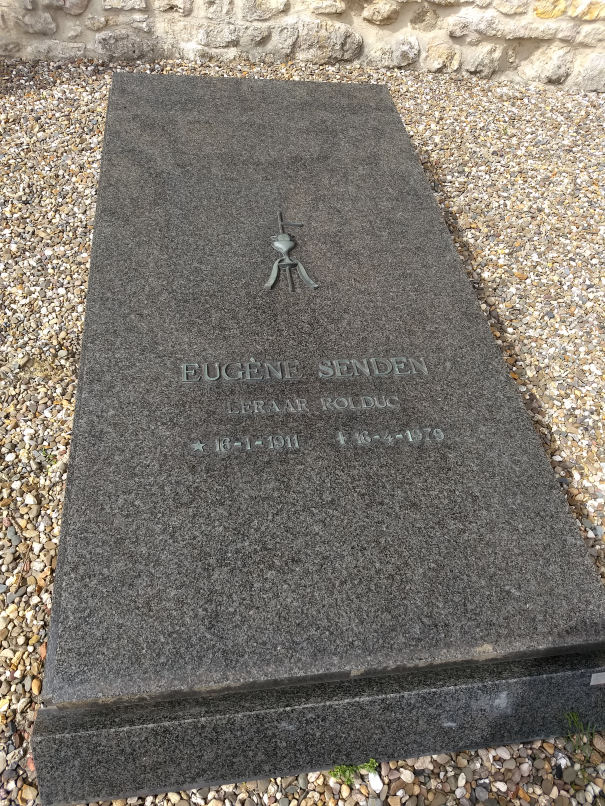 EUGÈNE SENDEN
LERAAR ROLDUC
★ 16-1-1911 ✝ 16-4-1979